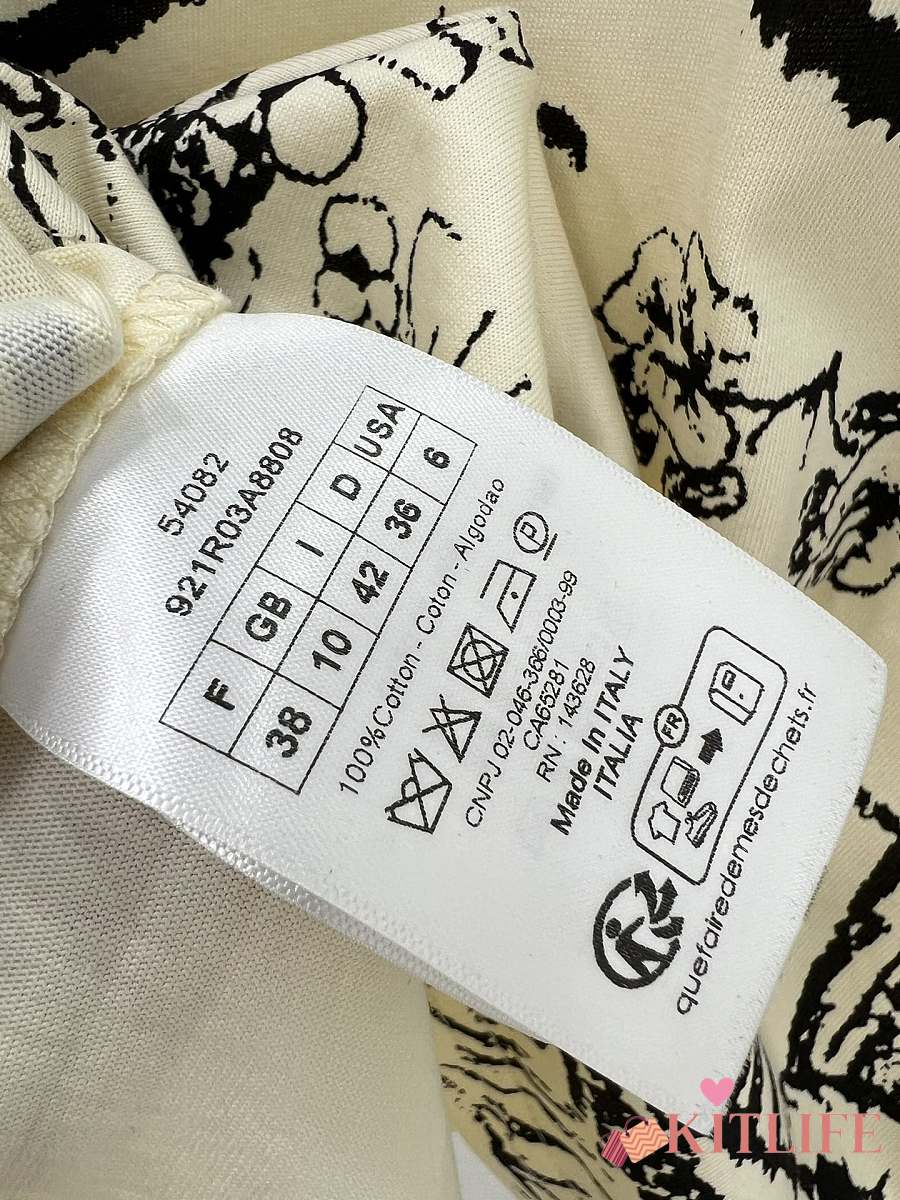 54082
921R03A8808
F GB I D USA
38 10 42 36 6
100%Cotton - Coton - Algodao
P
CNPJ 02-046-366/0003-99
CA65281
RN : 143628
Made In ITALY
ITALIA
FR
quefairedemesdechets.fr
KITLIFE